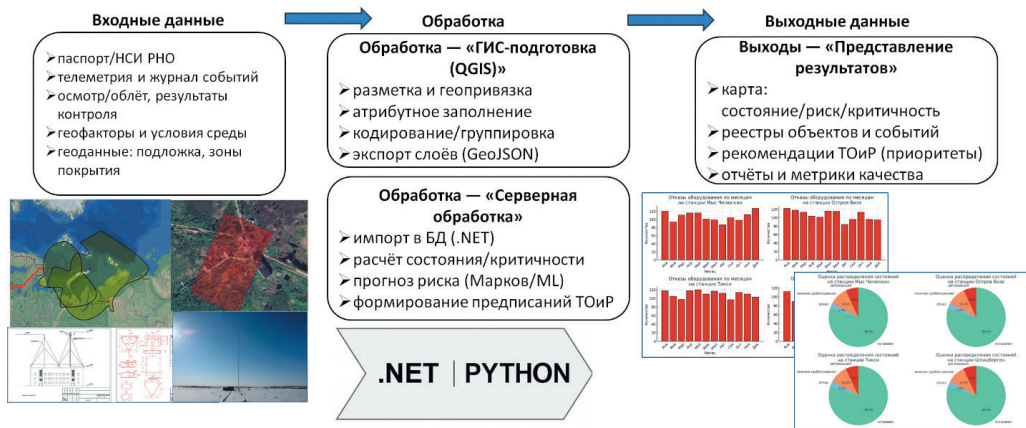 Входные данные
Обработка
Выходные данные
➢паспорт/НСИ РНО
➢телеметрия и журнал событий
➢осмотр/облёт, результаты
контроля
➢геофакторы и условия среды
➢геоданные: подложка, зоны
покрытия
Обработка — «ГИС-подготовка
(QGIS)»
➢разметка и геопривязка
➢атрибутное заполнение
➢кодирование/группировка
➢экспорт слоёв (GeoJSON)
Обработка — «Серверная
обработка»
➢импорт в БД (.NET)
➢расчёт состояния/критичности
➢прогноз риска (Марков/ML)
➢формирование предписаний ТОиР
.NET | PYTHON
Выходы — «Представление
результатов»
➢карта:
состояние/риск/критичность
➢реестры объектов и событий
➢рекомендации ТОиР (приоритеты)
➢отчёты и метрики качества
Отказы оборудования по месяцам
на станции Мыс Челюскин
Отказы оборудования по месяцам
на станции Остров Визе
Отказы оборудования по месяцам
на станции Тикси
Оценка распределения состояний
на станции Мыс Челюскин
Оценка распределения состояний
на станции Остров Визе
Оценка распределения состояний
на станции Тикси
Оценка распределения состояний
на станции Шпицберген